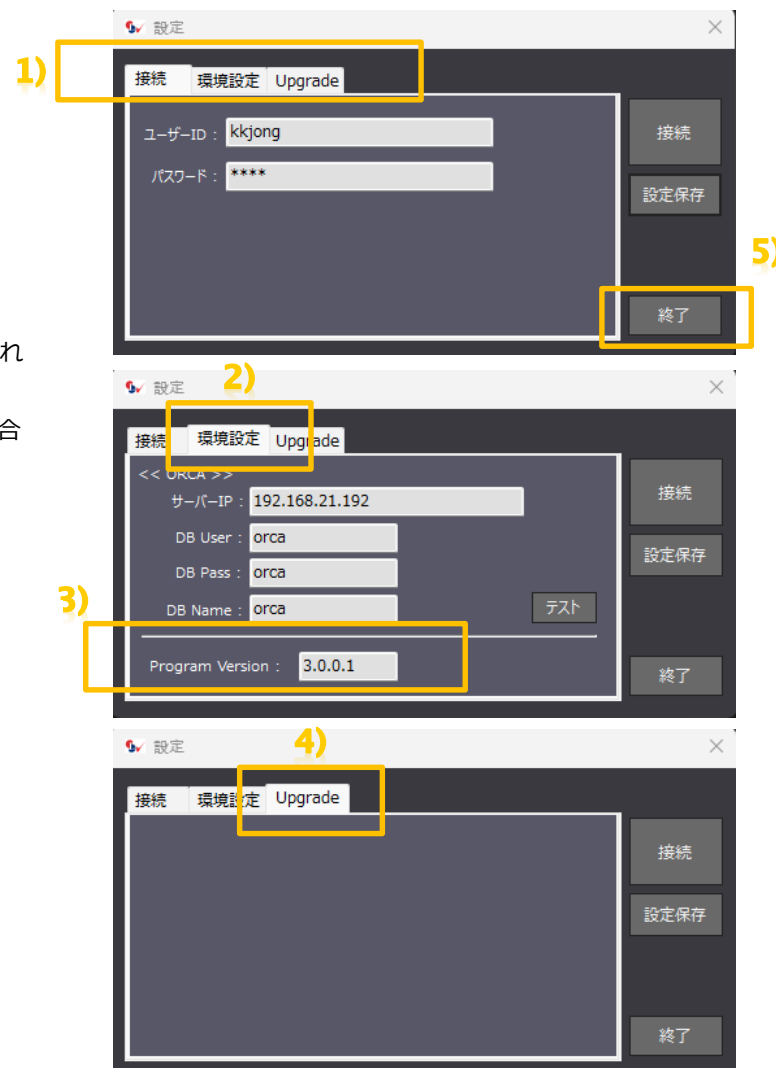 設定
1)
接続 環境設定 Upgrade
ユーザーID : kkjong
接続
パスワード : ****
設定保存
5)
終了
れ
設定
2)
合
接続 環境設定 Upgrade
<< ORCA >>
サーバーIP : 192.168.21.192
接続
DB User : orca
設定保存
DB Pass : orca
3)
DB Name : orca
テスト
Program Version : 3.0.0.1
終了
設定
4)
接続 環境設定 Upgrade
接続
設定保存
終了